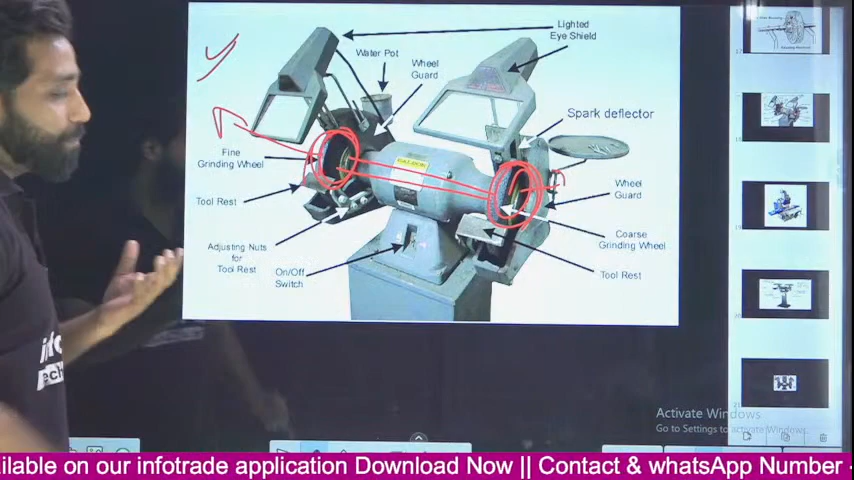 Lighted
Eye Shield
Water Pot
Wheel
Guard
Spark deflector
Fine
Grinding Wheel
Wheel
Guard
Tool Rest
Coarse
Grinding Wheel
Adjusting Nuts
for
Tool Rest
On/Off
Switch
Tool Rest
Activate Windows
Go to Settings to activate Windows.
ilable on our infotrade application Download Now || Contact & whatsApp Number